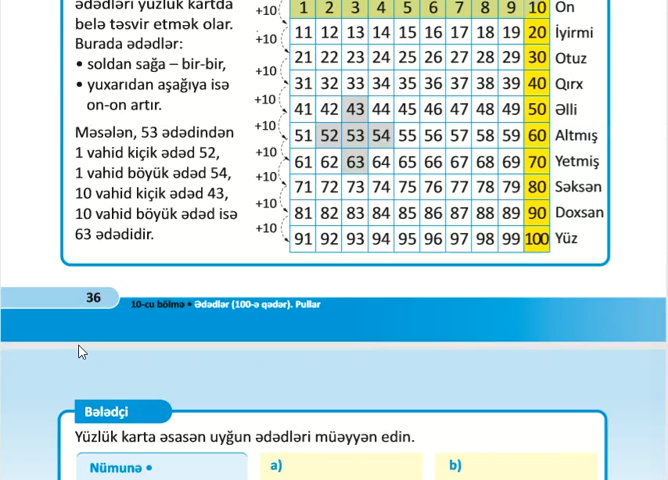 ədədləri yüzlük kartda
belə təsvir etmək olar.
Burada ədədlər:
• soldan sağa – bir-bir,
• yuxarıdan aşağıya isə
on-on artır.
Məsələn, 53 ədədindən
1 vahid kiçik ədəd 52,
1 vahid böyük ədəd 54,
10 vahid kiçik ədəd 43,
10 vahid böyük ədəd isə
63 ədədidir.
+10
+10
+10
+10
+10
+10
+10
+10
+10
1 2 3 4 5 6 7 8 9 10 On
11 12 13 14 15 16 17 18 19 20 İyirmi
21 22 23 24 25 26 27 28 29 30 Otuz
31 32 33 34 35 36 37 38 39 40 Qırx
41 42 43 44 45 46 47 48 49 50 Əlli
51 52 53 54 55 56 57 58 59 60 Altmış
61 62 63 64 65 66 67 68 69 70 Yetmiş
71 72 73 74 75 76 77 78 79 80 Səksən
81 82 83 84 85 86 87 88 89 90 Doxsan
91 92 93 94 95 96 97 98 99 100 Yüz
36
10-cu bölmə • Ədədlər (100-ə qədər). Pullar
Bələdçi
Yüzlük karta əsasən uyğun ədədləri müəyyən edin.
Nümunə •
a)
b)